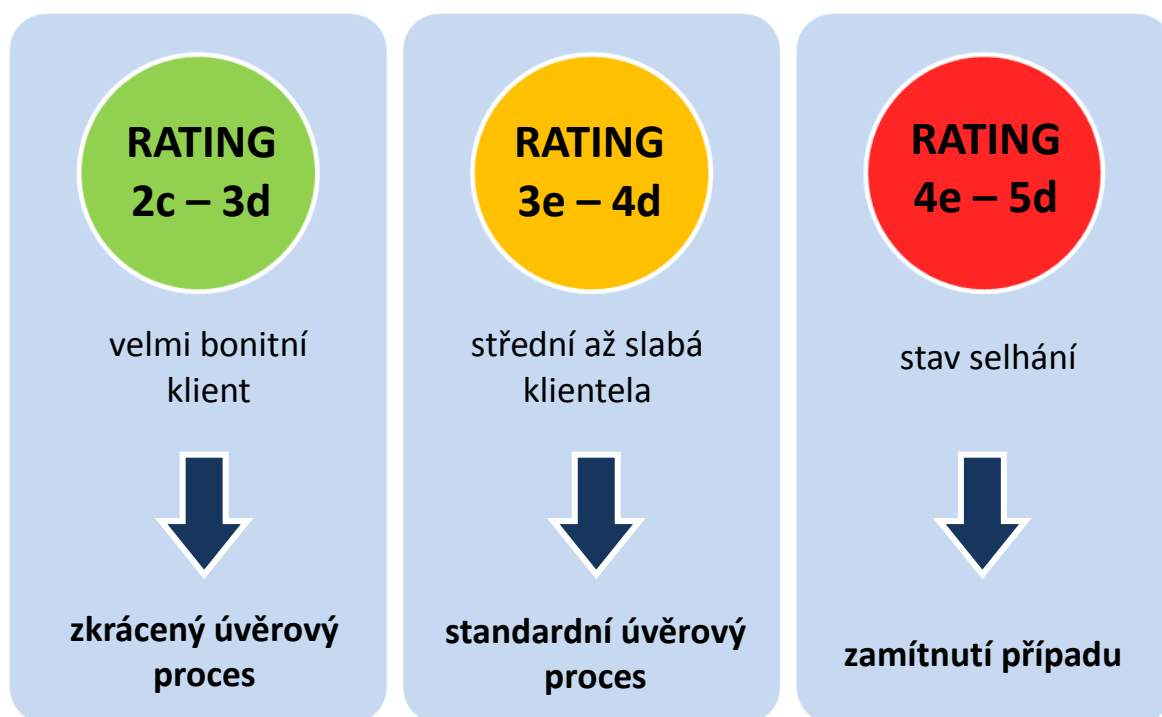 RATING
2c – 3d
velmi bonitní
klient
zkrácený úvěrový
proces
RATING
3e – 4d
střední až slabá
klientela
standardní úvěrový
proces
RATING
4e – 5d
stav selhání
zamítnutí případu